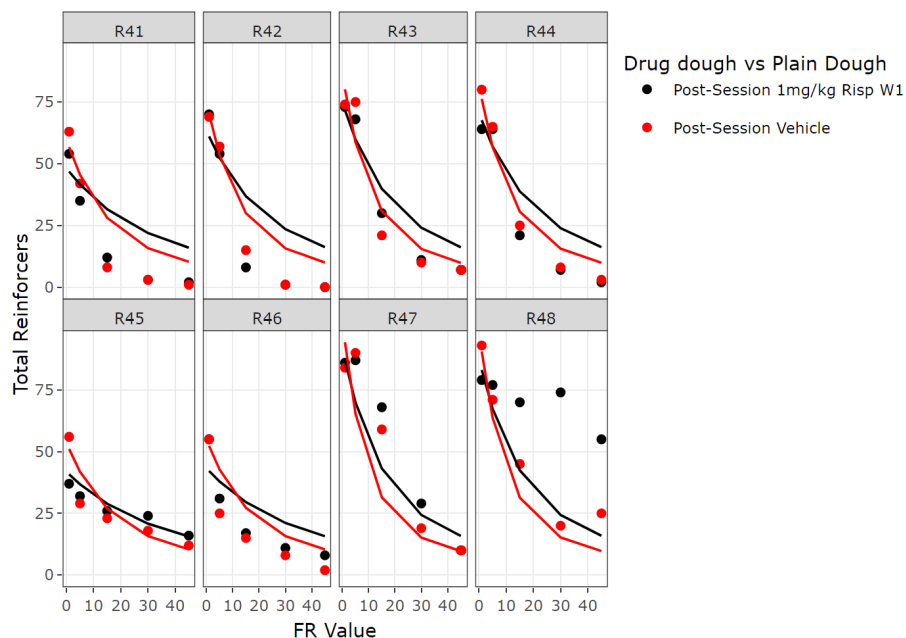 R41 R42 R43 R44
Drug dough vs Plain Dough
Post-Session 1mg/kg Risp W1
Post-Session Vehicle
75
50
25
0
Total Reinforcers
R45 R46 R47 R48
75
50
25
0
0 10 20 30 40 0 10 20 30 40 0 10 20 30 40 0 10 20 30 40
FR Value